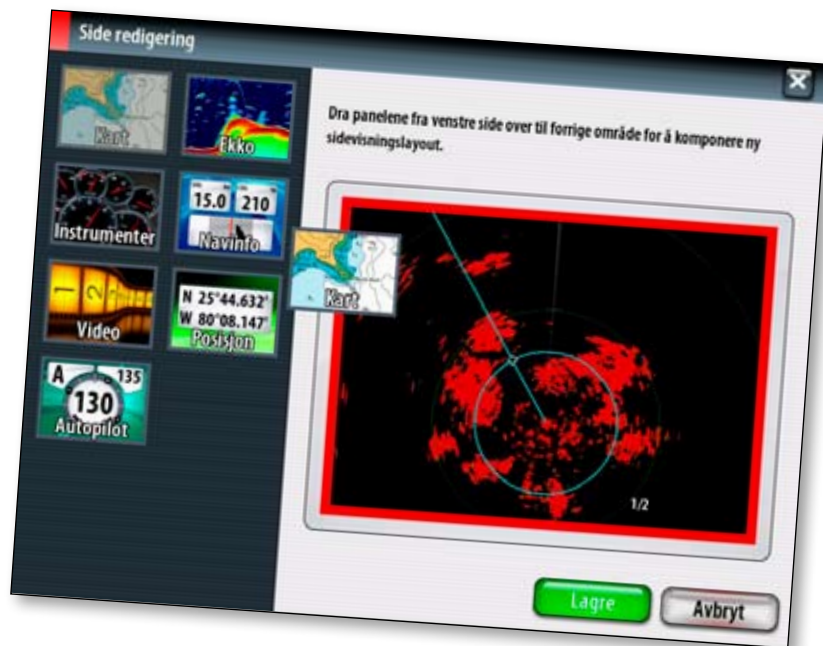 Side redigering
Kart
Ekko
Dra panelene fra venstre side over til forrige område for å komponere ny
sidevisningslayout.
Instrumenter
15.0 210
Navinfo
Kart
Video
1 2
N 25°44.632'
W 80°08.147'
Posisjon
A 135
130
Autopilot
1/2
Lagre
Avbryt